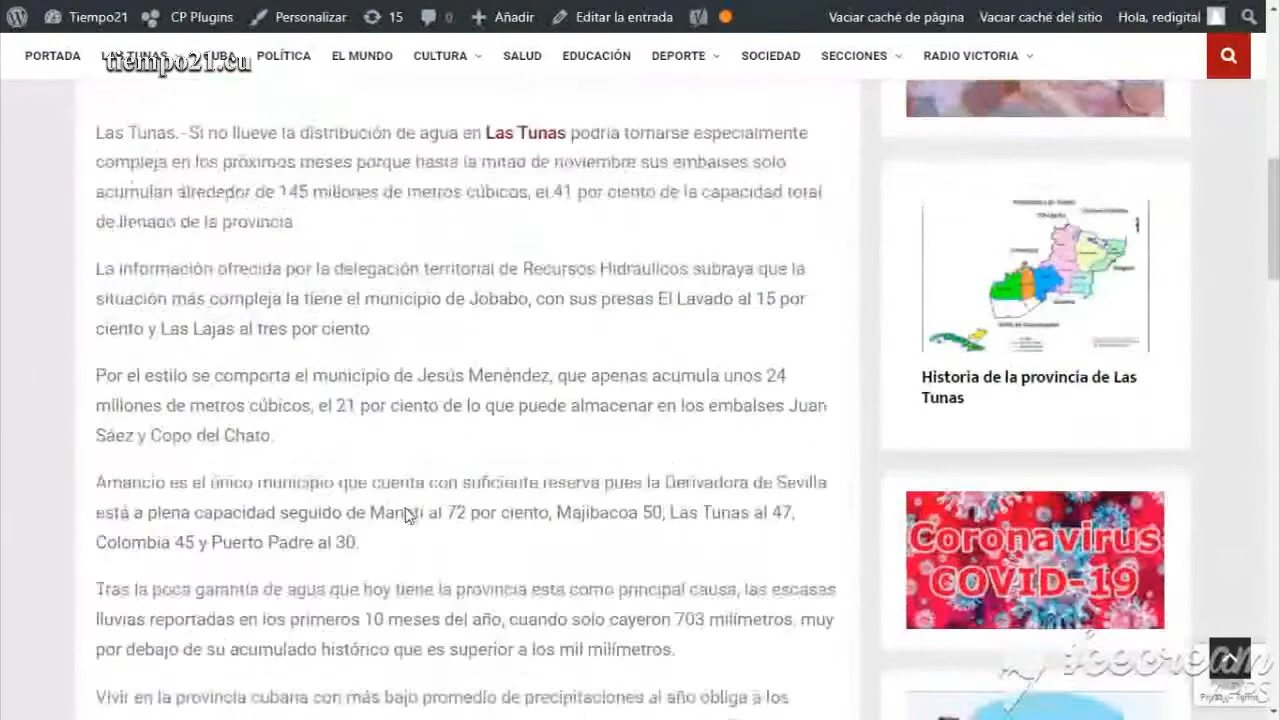 Tiempo21 CP Plugins Personalizar 15 0 Añadir Editar la entrada Vaciar caché de página Vaciar caché del sitio Hola, redigital
PORTADA LAS TUNAS CUBA POLÍTICA EL MUNDO CULTURA SALUD EDUCACIÓN DEPORTE SOCIEDAD SECCIONES RADIO VICTORIA
tiempo21.cu
Las Tunas.- Si no llueve la distribución de agua en Las Tunas podría tornarse especialmente
compleja en los próximos meses porque hasta la mitad de noviembre sus embalses solo
acumulan alrededor de 145 millones de metros cúbicos, el 41 por ciento de la capacidad total
de llenado de la provincia
La información ofrecida por la delegación territorial de Recursos Hidraulicos subraya que la
situación más compleja la tiene el municipio de Jobabo, con sus presas El Lavado al 15 por
ciento y Las Lajas al tres por ciento
Por el estilo se comporta el municipio de Jesús Menéndez, que apenas acumula unos 24
millones de metros cúbicos, el 21 por ciento de lo que puede almacenar en los embalses Juan
Sáez y Copo del Chato.
Amancio es el único municipio que cuenta con suficiente reserva pues la Derivadora de Sevilla
está a plena capacidad seguido de Manatí al 72 por ciento, Majibacoa 50, Las Tunas al 47,
Colombia 45 y Puerto Padre al 30.
Tras la poca garantía de agua que hoy tiene la provincia esta como principal causa, las escasas
lluvias reportadas en los primeros 10 meses del año, cuando solo cayeron 703 milímetros, muy
por debajo de su acumulado histórico que es superior a los mil milímetros.
Vivir en la provincia cubana con más bajo promedio de precipitaciones al año obliga a los
Historia de la provincia de Las
Tunas
Coronavirus
COVID-19
icecream
APPS